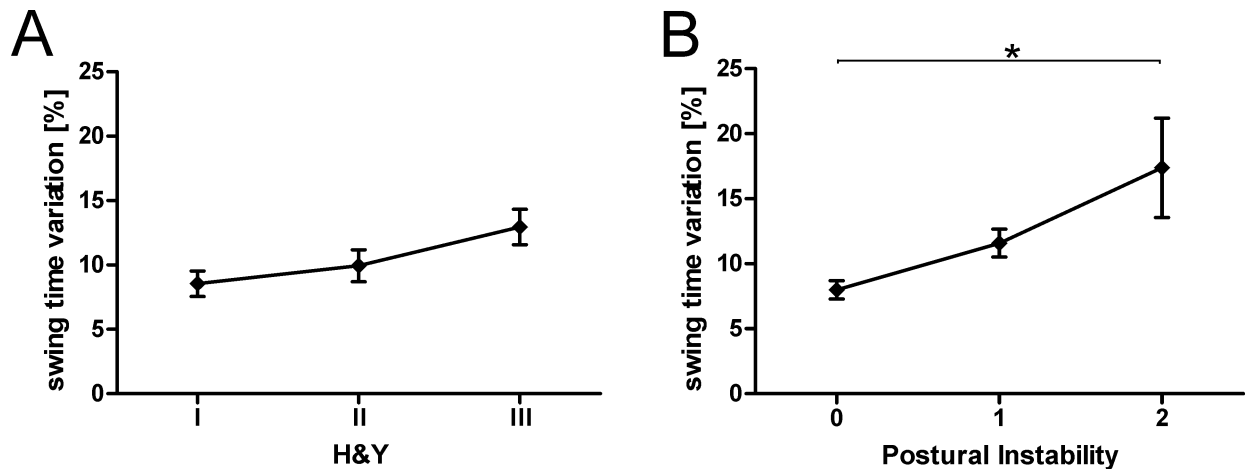 A
swing time variation [%]
25
20
15
10
5
0
I
II
III
H&Y
B
*
swing time variation [%]
25
20
15
10
5
0
0
1
2
Postural Instability